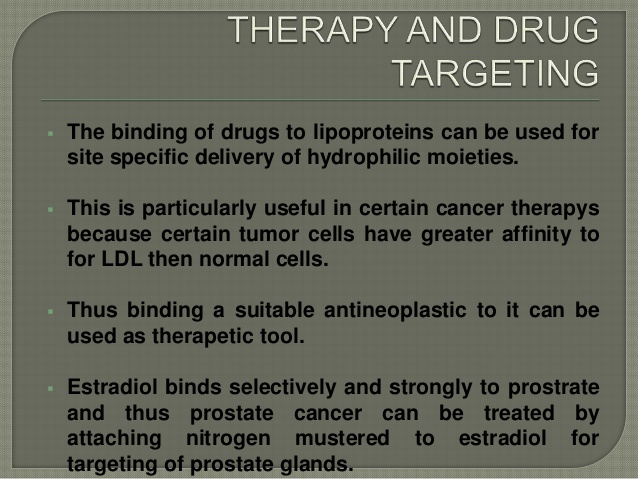 THERAPY AND DRUG
TARGETING
The binding of drugs to lipoproteins can be used for
site specific delivery of hydrophilic moieties.
This is particularly useful in certain cancer therapys
because certain tumor cells have greater affinity to
for LDL then normal cells.
Thus binding a suitable antineoplastic to it can be
used as therapetic tool.
Estradiol binds selectively and strongly to prostrate
and thus prostate cancer can be treated by
attaching nitrogen mustered to estradiol for
targeting of prostate glands.